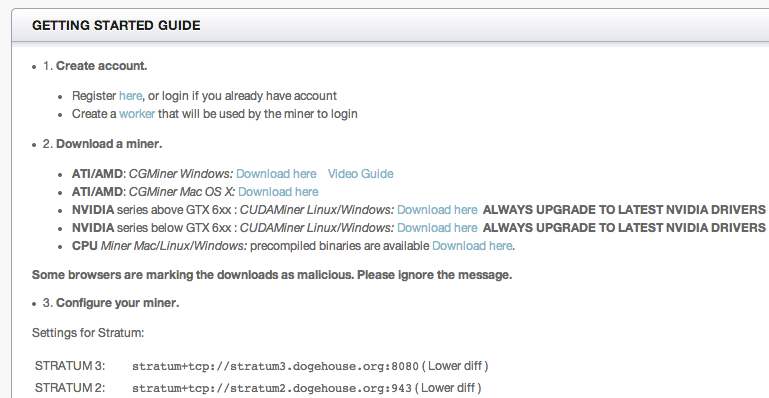 GETTING STARTED GUIDE
• 1. Create account.
• Register here, or login if you already have account
• Create a worker that will be used by the miner to login
• 2. Download a miner.
• ATI/AMD: CGMiner Windows: Download here Video Guide
• ATI/AMD: CGMiner Mac OS X: Download here
• NVIDIA series above GTX 6xx : CUDAMiner Linux/Windows: Download here ALWAYS UPGRADE TO LATEST NVIDIA DRIVERS
• NVIDIA series below GTX 6xx : CUDAMiner Linux/Windows: Download here ALWAYS UPGRADE TO LATEST NVIDIA DRIVERS
• CPU Miner Mac/Linux/Windows: precompiled binaries are available Download here.
Some browsers are marking the downloads as malicious. Please ignore the message.
• 3. Configure your miner.
Settings for Stratum:
STRATUM 3: stratum+tcp://stratum3.dogehouse.org:8080 ( Lower diff )
STRATUM 2: stratum+tcp://stratum2.dogehouse.org:943 ( Lower diff )